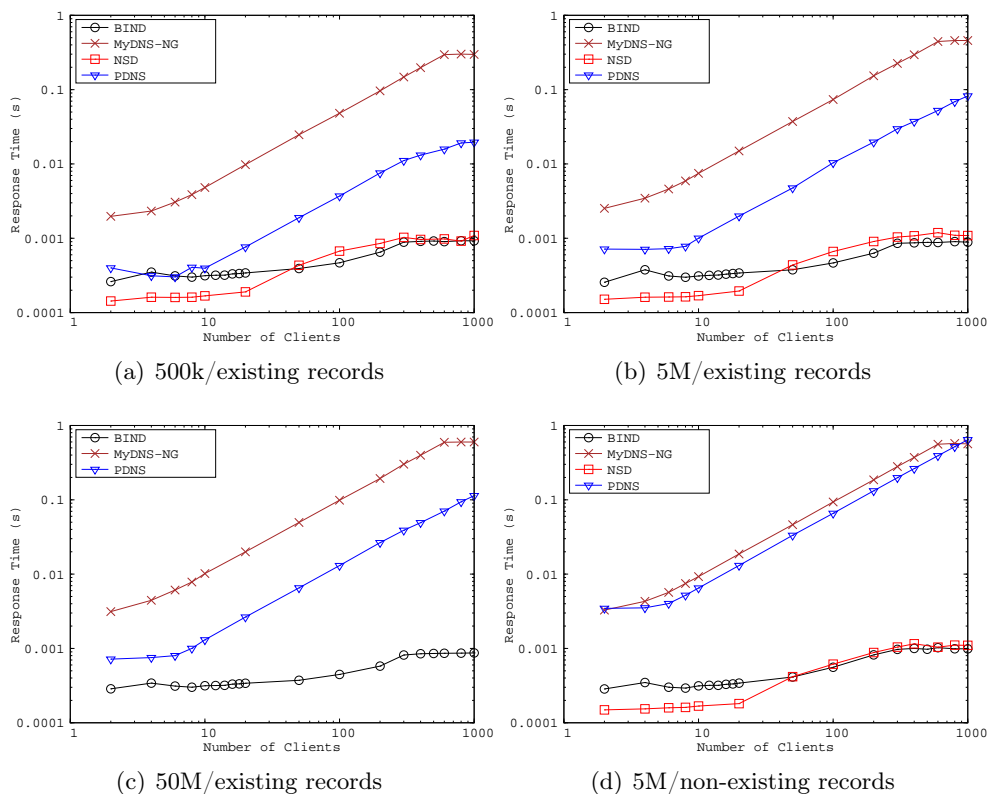 BIND
MyDNS-NG
NSD
PDNS
Response Time (s)
1
0.1
0.01
0.001
0.0001
1 10 100 1000
Number of Clients
(a) 500k/existing records
BIND
MyDNS-NG
NSD
PDNS
Response Time (s)
1
0.1
0.01
0.001
0.0001
1 10 100 1000
Number of Clients
(b) 5M/existing records
BIND
MyDNS-NG
PDNS
Response Time (s)
1
0.1
0.01
0.001
0.0001
1 10 100 1000
Number of Clients
(c) 50M/existing records
BIND
MyDNS-NG
NSD
PDNS
Response Time (s)
1
0.1
0.01
0.001
0.0001
1 10 100 1000
Number of Clients
(d) 5M/non-existing records